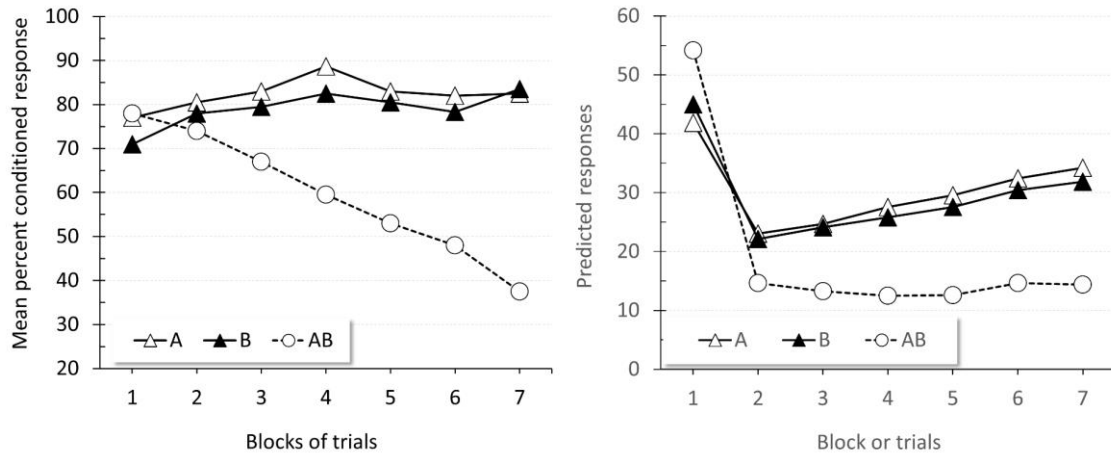 Mean percent conditioned response
100
90
80
70
60
50
40
30
20
A B AB
1 2 3 4 5 6 7
Blocks of trials
Predicted responses
60
50
40
30
20
10
0
A B AB
1 2 3 4 5 6 7
Block or trials